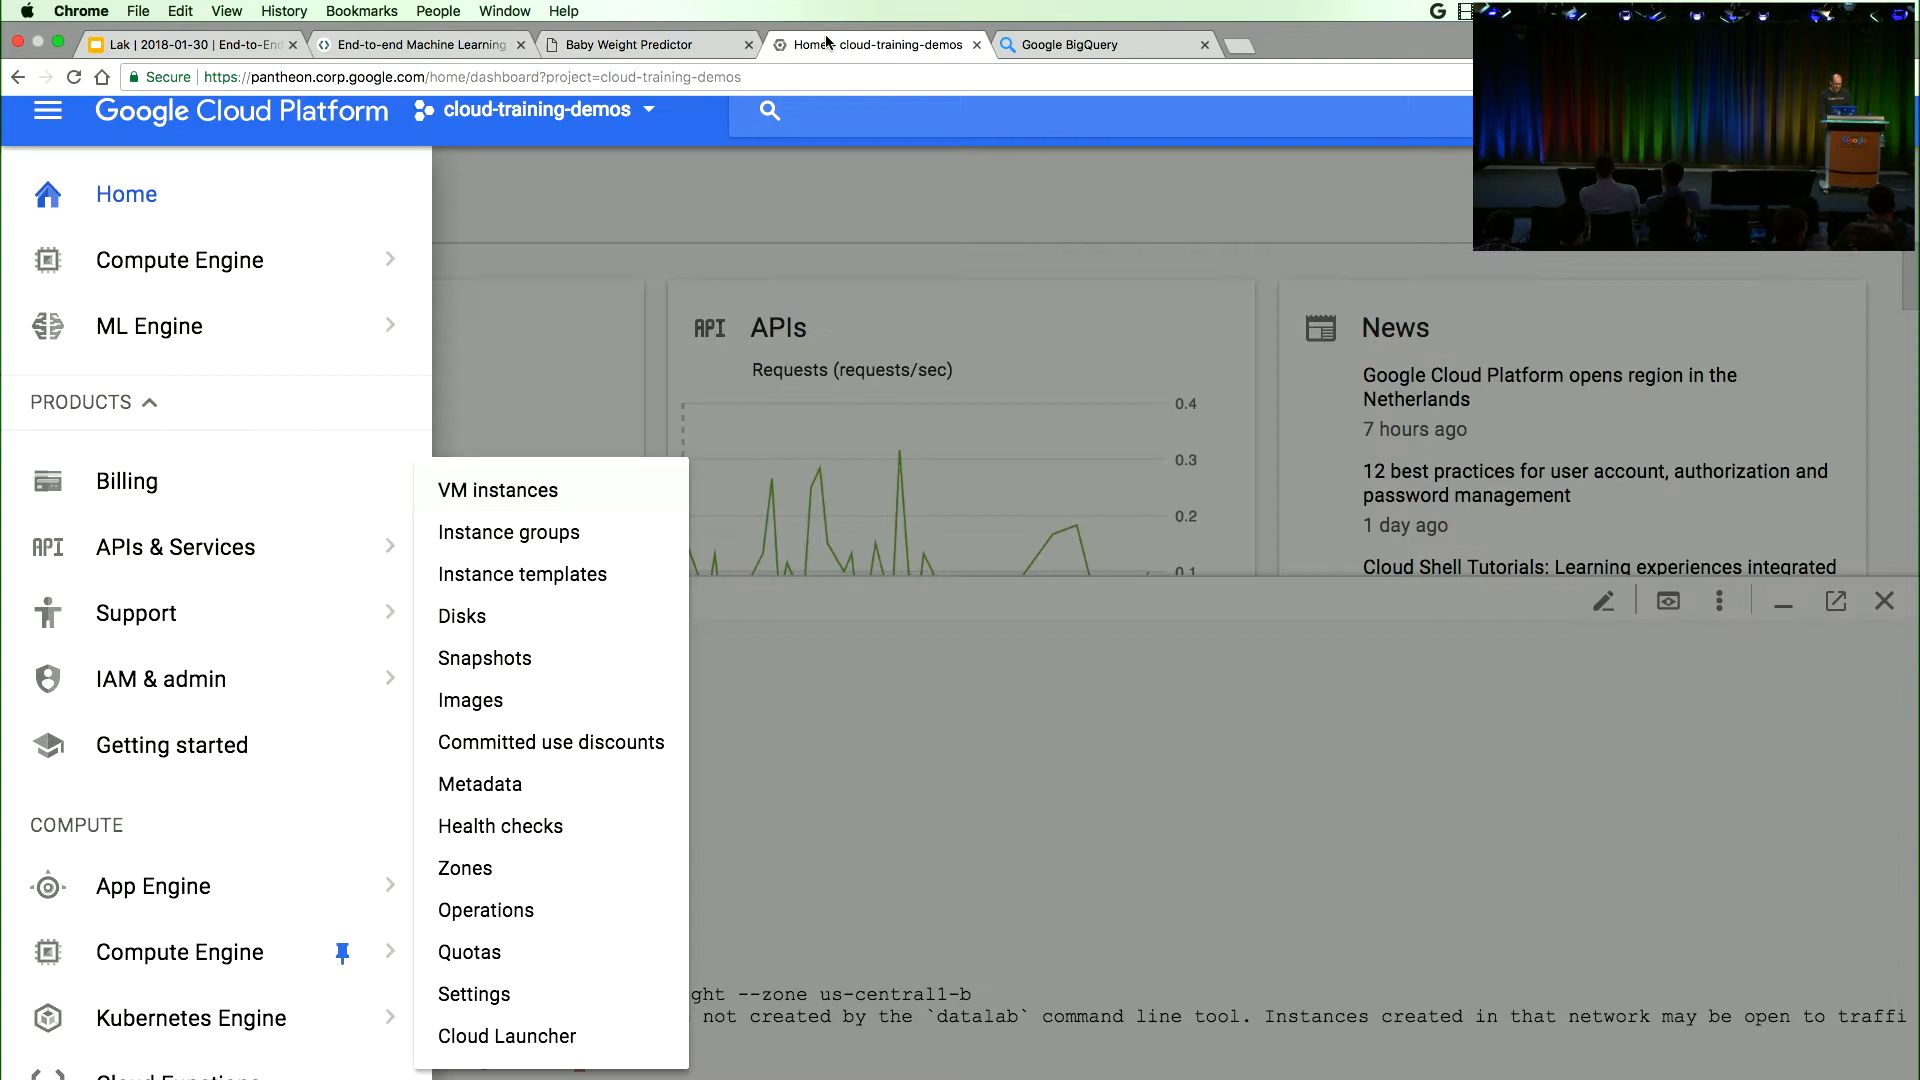 Chrome File Edit View History Bookmarks People Window Help
Lak | 2018-01-30 | End-to-En
End-to-end Machine Learning
Baby Weight Predictor
Home - cloud-training-demos
Google BigQuery
Secure | https://pantheon.corp.google.com/home/dashboard?project=cloud-training-demos
Google Cloud Platform
cloud-training-demos
Home
Compute Engine
ML Engine
PRODUCTS
Billing
API APIs & Services
Support
IAM & admin
Getting started
COMPUTE
App Engine
Compute Engine
Kubernetes Engine
VM instances
Instance groups
Instance templates
Disks
Snapshots
Images
Committed use discounts
Metadata
Health checks
Zones
Operations
Quotas
Settings
Cloud Launcher
API APIs
Requests (requests/sec)
0.4
0.3
0.2
0.1
News
Google Cloud Platform opens region in the
Netherlands
7 hours ago
12 best practices for user account, authorization and
password management
1 day ago
Cloud Shell Tutorials: Learning experiences integrated
ght --zone us-central1-b
not created by the `datalab` command line tool. Instances created in that network may be open to traffi
Google